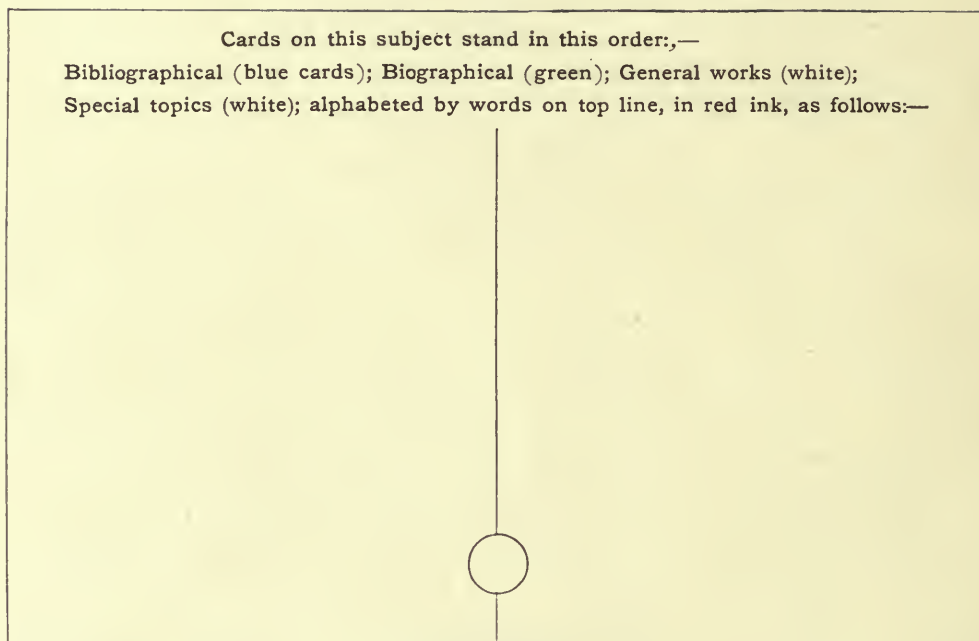 Cards on this subject stand in this order:,—
Bibliographical (blue cards); Biographical (green); General works (white);
Special topics (white); alphabeted by words on top line, in red ink, as follows:—